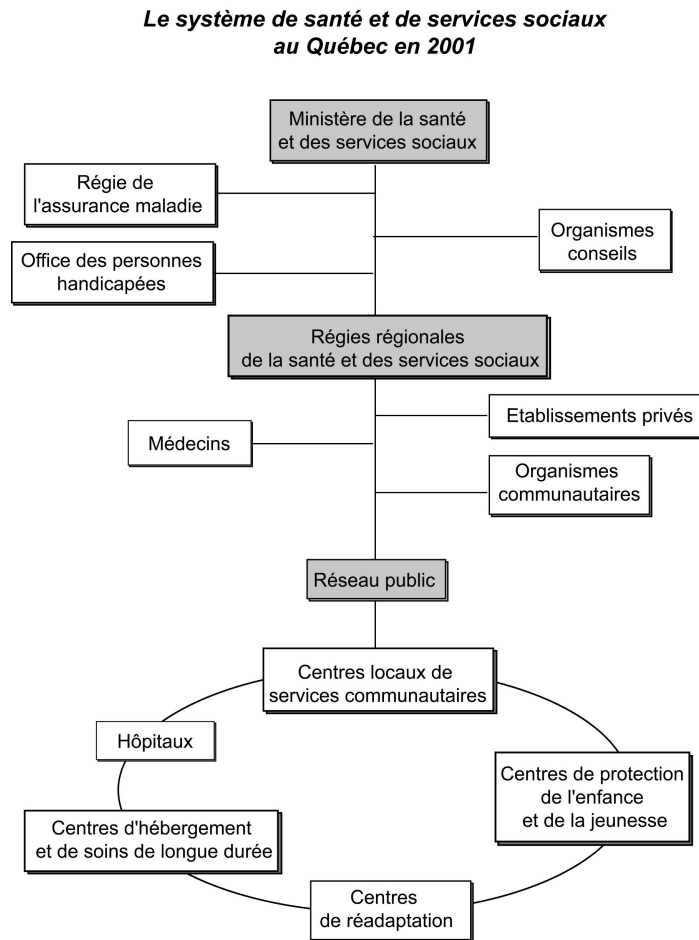 Le système de santé et de services sociaux
au Québec en 2001
Ministère de la santé
et des services sociaux
Régie de
l'assurance maladie
Organismes
conseils
Office des personnes
handicapées
Régies régionales
de la santé et des services sociaux
Etablissements privés
Médecins
Organismes
communautaires
Réseau public
Centres locaux de
services communautaires
Hôpitaux
Centres de protection
de l'enfance
et de la jeunesse
Centres d'hébergement
et de soins de longue durée
Centres
de réadaptation